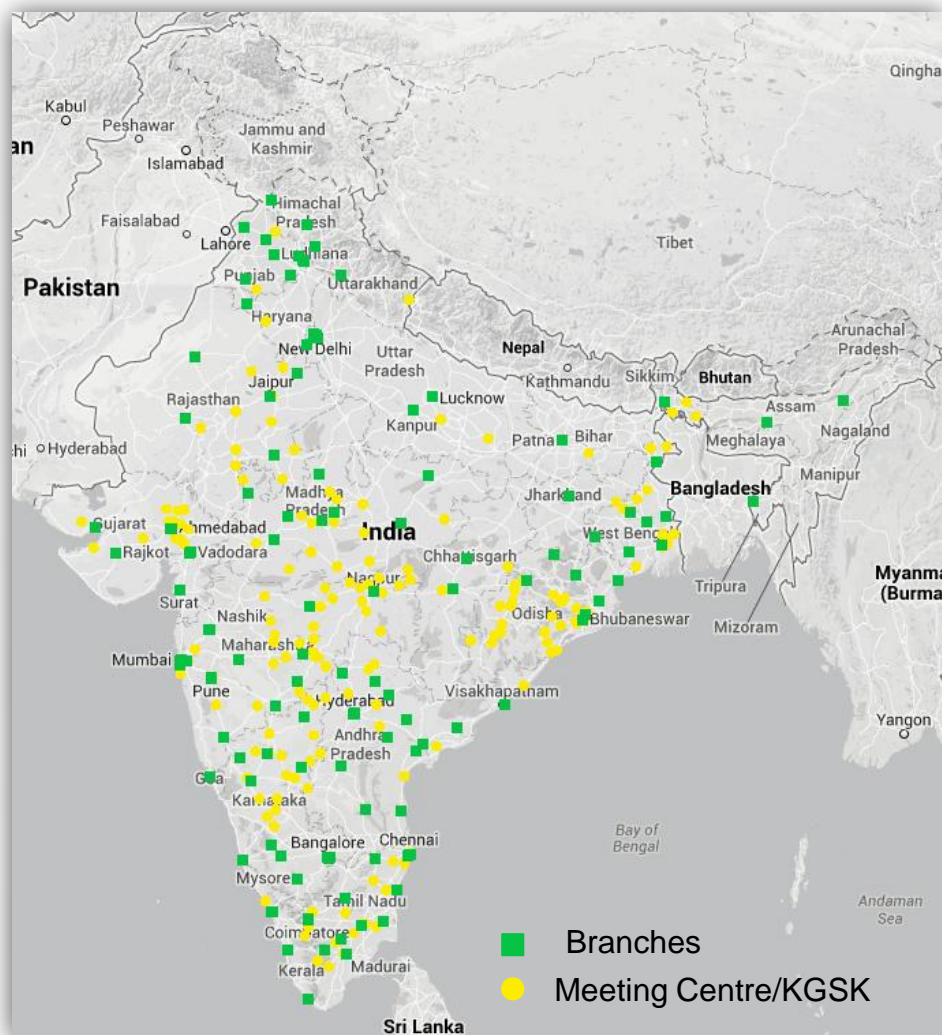 Qingha
Kabul
Peshawar
Jammu and
Kashmir
an
Islamabad
Himachal
Pradesh
Faisalabad
Lahore
Ludhiana
Tibet
Punjab
Uttarakhand
Pakistan
Haryana
Arunachal
Pradesh
New Delhi
Nepal
Uttar
Pradesh
Kathmandu
Sikkim
Bhutan
Jaipur
Rajasthan
Lucknow
Assam
Kanpur
Patna
Bihar
Meghalaya
Nagaland
hi
Hyderabad
Manipur
Madhya
Pradesh
Jharkhand
Bangladesh
Gujarat
Ahmedabad
India
West Bengal
Rajkot
Vadodara
Chhattisgarh
Nagpur
Tripura
Myanma
(Burma
Surat
Nashik
Odisha
Bhubaneswar
Mizoram
Maharashtra
Mumbai
Pune
Hyderabad
Visakhapatnam
Yangon
Andhra
Pradesh
Goa
Karnataka
Bay of
Bengal
Bangalore
Chennai
Mysore
Tamil Nadu
Andaman
Sea
Coimbatore
Branches
Kerala
Madurai
Meeting Centre/KGSK
Sri Lanka